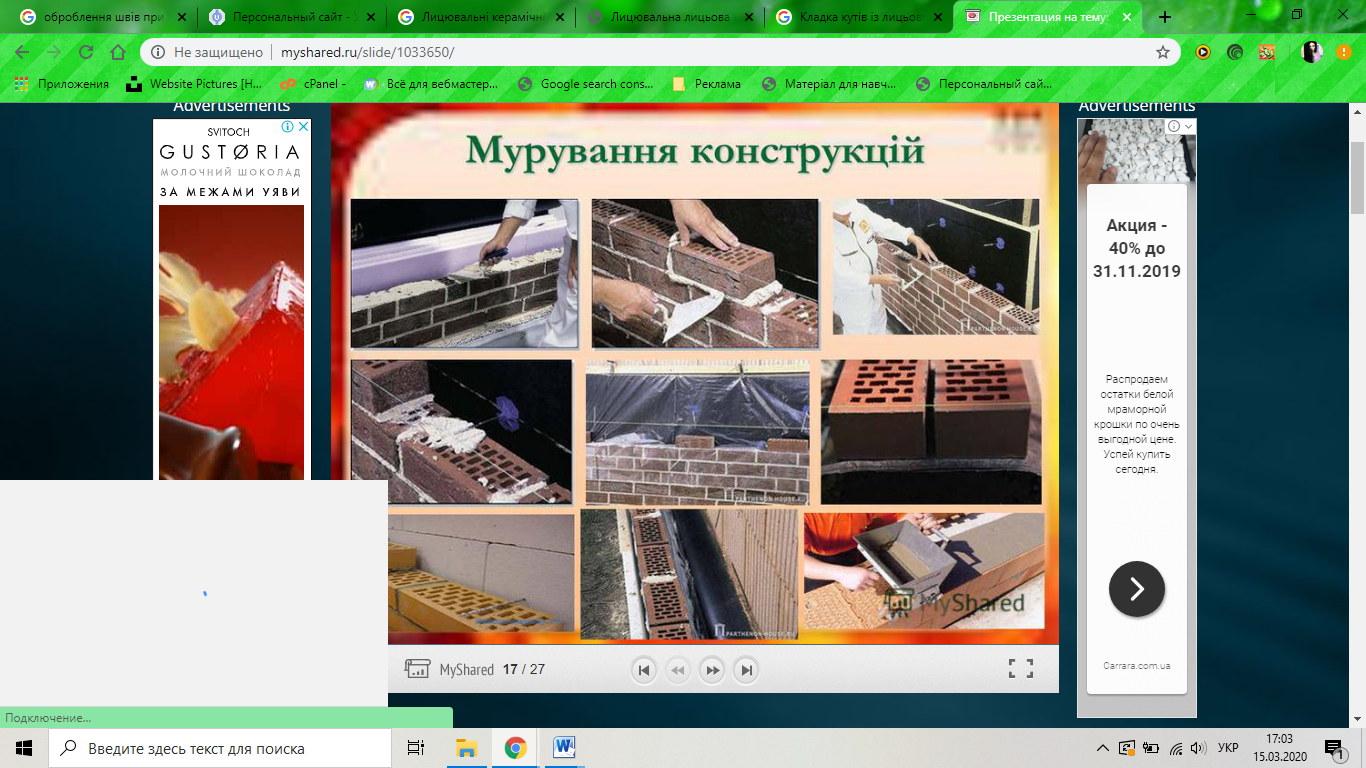 оброблення швів при
Персональный сайт - Х
Лицювальні керамічн
Лицювальна лицьова
Кладка кутів із лицьов
Презентация на тему:
Не защищено
myshared.ru/slide/1033650/
Приложения
Website Pictures [H...
cPanel -
Всё для вебмастер...
Google search cons...
Реклама
Матеріал для навч...
Персональный сай...
Advertisements
SVITOCH
GUSTØRIA
МОЛОЧНИЙ ШОКОЛАД
ЗА МЕЖАМИ УЯВИ
Мурування конструкцій
PARTHENON-HOUSE.RU
PARTHENON-HOUSE.RU
PARTHENON-HOUSE.RU
MyShared
MyShared 17 / 27
Advertisements
Акция -
40% до
31.11.2019
Распродаем
остатки белой
мраморной
крошки по очень
выгодной цене.
Успей купить
сегодня.
Carrara.com.ua
Подключение...
Введите здесь текст для поиска
УКР
17:03
15.03.2020
1